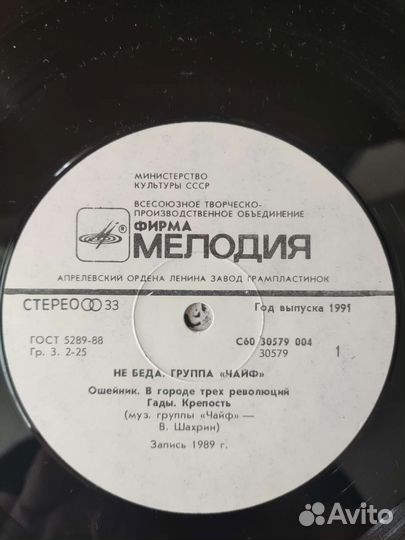 МИНИСТЕРСТВО
КУЛЬТУРЫ СССР
ВСЕСОЮЗНОЕ ТВОРЧЕСКО-
ПРОИЗВОДСТВЕННОЕ ОБЪЕДИНЕНИЕ
ФИРМА
МЕЛОДИЯ
АПРЕЛЕВСКИЙ ОРДЕНА ЛЕНИНА ЗАВОД ГРАМПЛАСТИНОК
СТЕРЕО 33
Год выпуска 1991
ГОСТ 5289-88
Гр. 3. 2-25
С60 30579 004
30579
1
НЕ БЕДА. ГРУППА «ЧАЙФ»
Ошейник. В городе трех революций
Гады. Крепость
(муз. группы «Чайф» —
В. Шахрин)
Запись 1989 г.
Avito